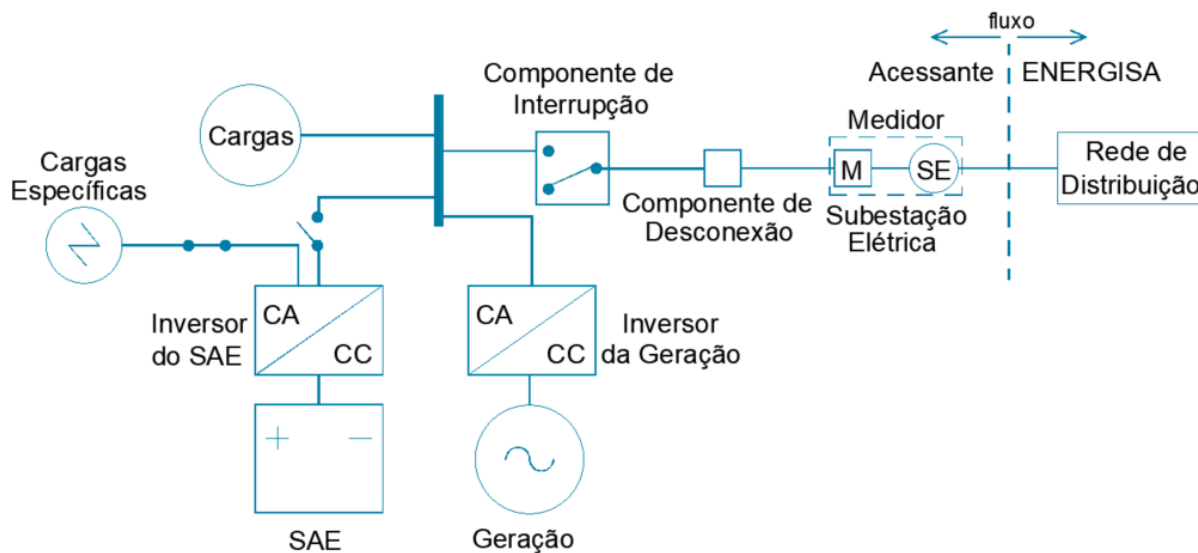 fluxo
Acessante
ENERGISA
Componente de
Interrupção
Medidor
Cargas
Cargas
Específicas
M
SE
Rede de
Distribuição
Componente de
Desconexão
Subestação
Elétrica
CA
CC
Inversor
do SAE
CA
CC
Inversor
da Geração
+ −
SAE
Geração